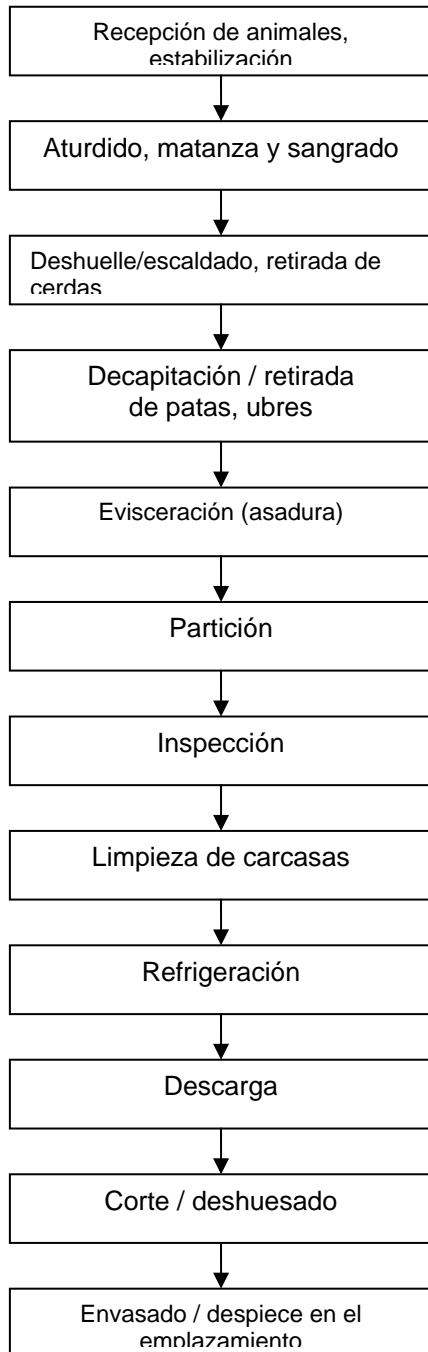 Recepción de animales,
estabilización
Aturdido, matanza y sangrado
Deshuelle/escaldado, retirada de
cerdas
Decapitación / retirada
de patas, ubres
Evisceración (asadura)
Partición
Inspección
Limpieza de carcasas
Refrigeración
Descarga
Corte / deshuesado
Envasado / despiece en el
emplazamiento